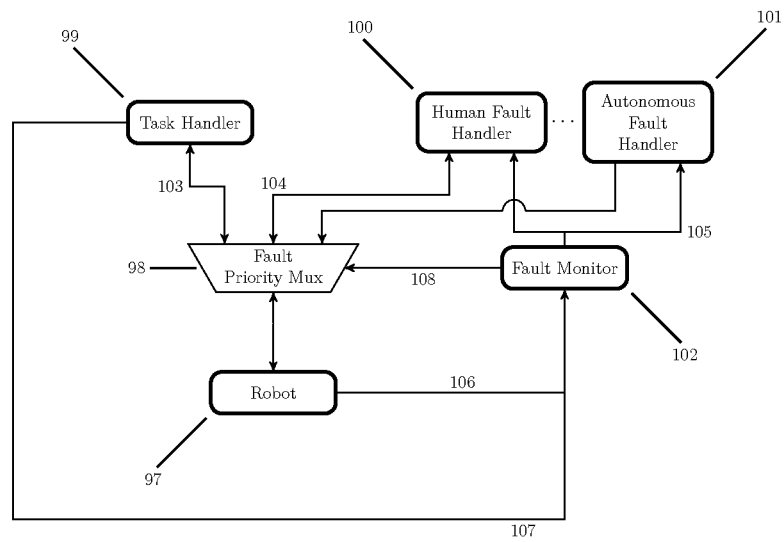 101
100
99
Autonomous
Fault
Handler
Human Fault
Handler
...
Task Handler
103
104
105
Fault
Priority Mux
98
108
Fault Monitor
102
Robot
106
97
107